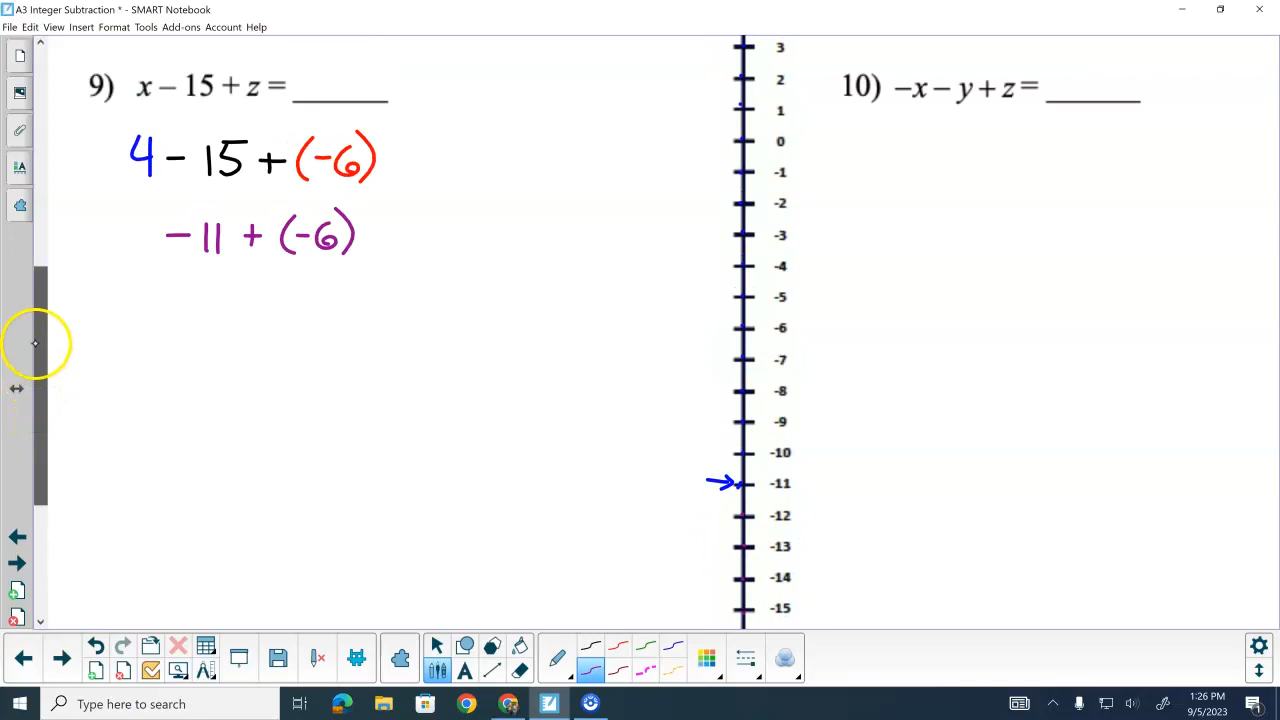 A3 Integer Subtraction * - SMART Notebook
File Edit View Insert Format Tools Add-ons Account Help
9) x – 15 + z = ______
4 - 15 + (-6)
-11 + (-6)
3
2
1
0
-1
-2
-3
-4
-5
-6
-7
-8
-9
-10
-11
-12
-13
-14
-15
10) –x – y + z = ______
Type here to search
1:26 PM
9/5/2023